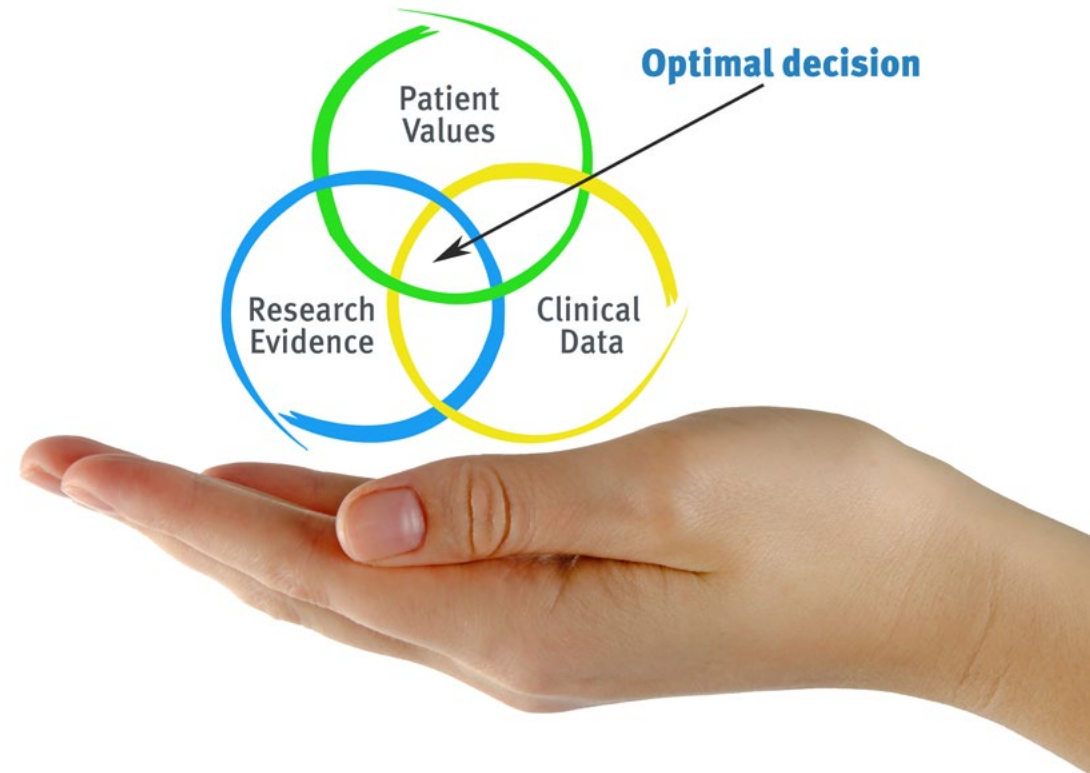 Optimal decision
Patient
Values
Research
Evidence
Clinical
Data